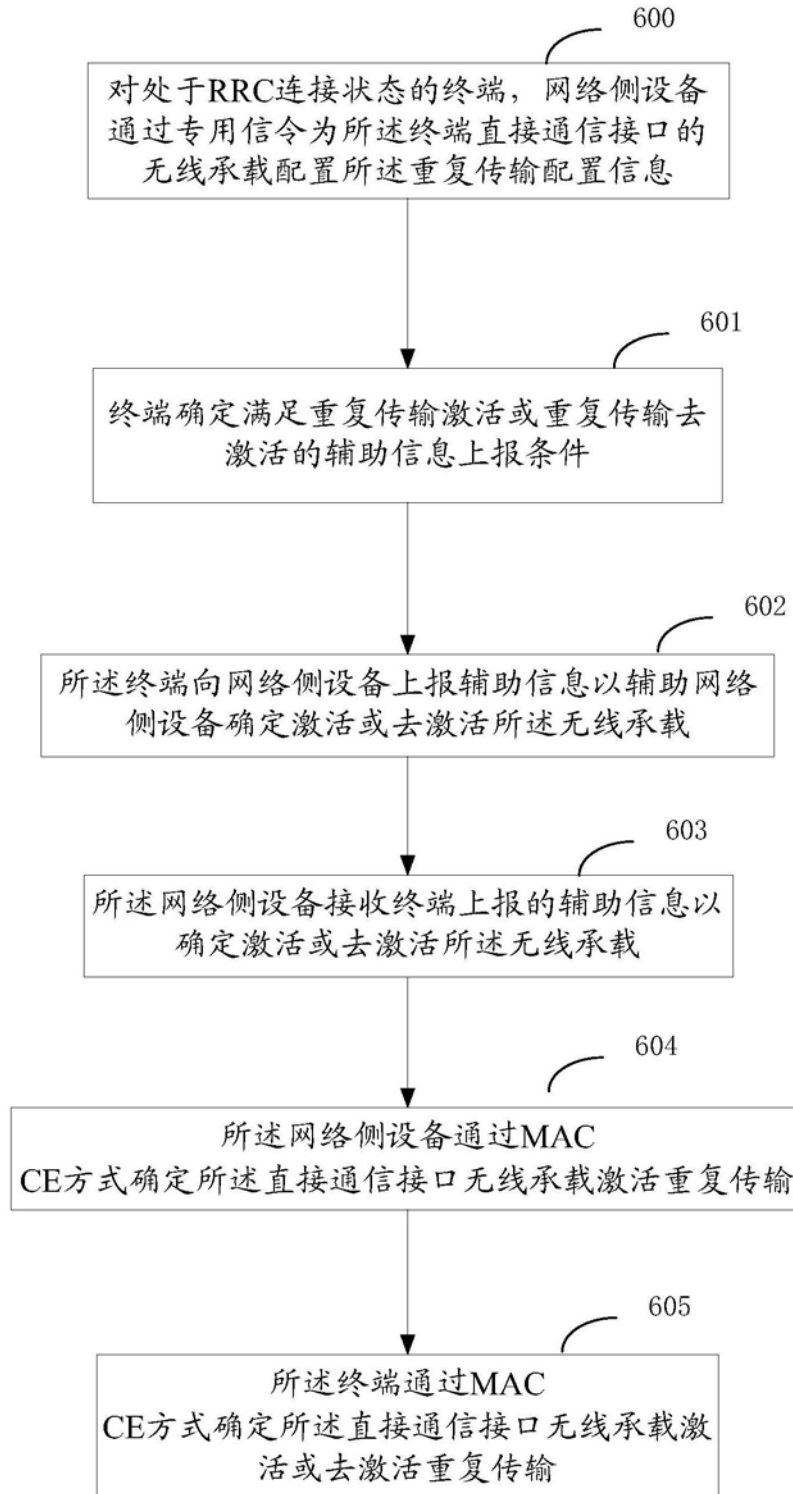 600
对处于RRC连接状态的终端，网络侧设备
通过专用信令为所述终端直接通信接口的
无线承载配置所述重复传输配置信息
601
终端确定满足重复传输激活或重复传输去
激活的辅助信息上报条件
602
所述终端向网络侧设备上报辅助信息以辅助网络
侧设备确定激活或去激活所述无线承载
603
所述网络侧设备接收终端上报的辅助信息以
确定激活或去激活所述无线承载
604
所述网络侧设备通过MAC
CE方式确定所述直接通信接口无线承载激活重复传输
605
所述终端通过MAC
CE方式确定所述直接通信接口无线承载激
活或去激活重复传输